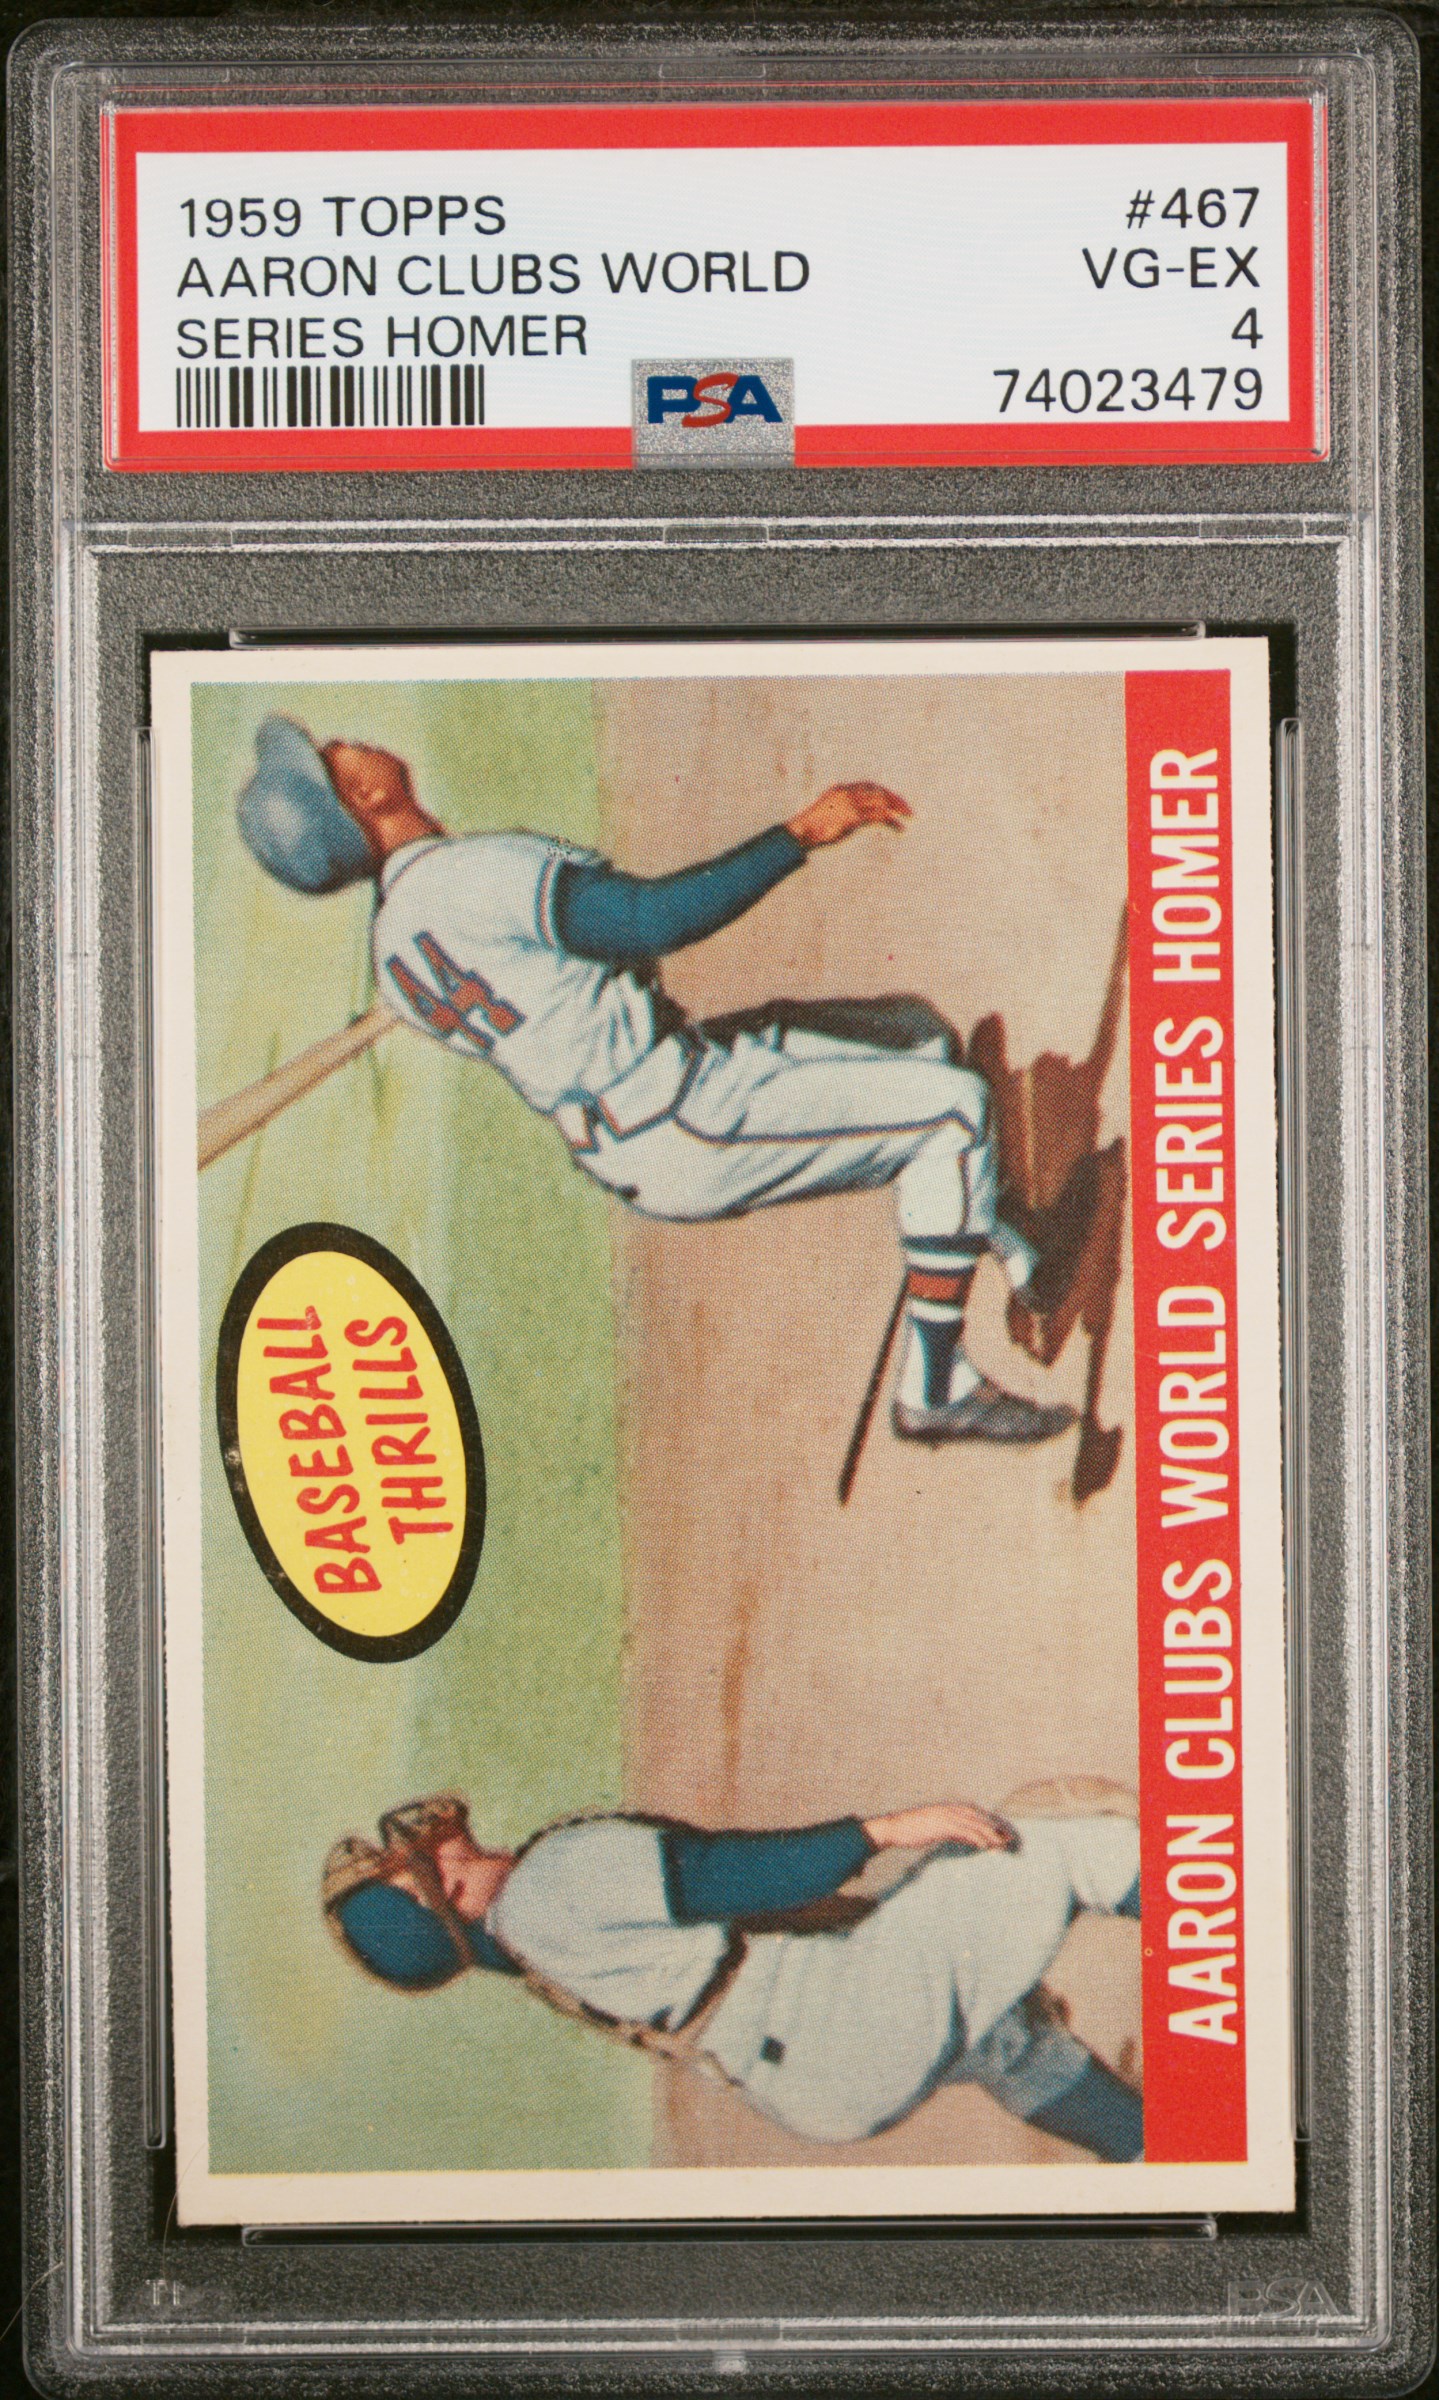 1959 TOPPS
AARON CLUBS WORLD
SERIES HOMER
#467
VG-EX
4
74023479
PSA
BASEBALL
THRILLS
44
AARON CLUBS WORLD SERIES HOMER
PSA